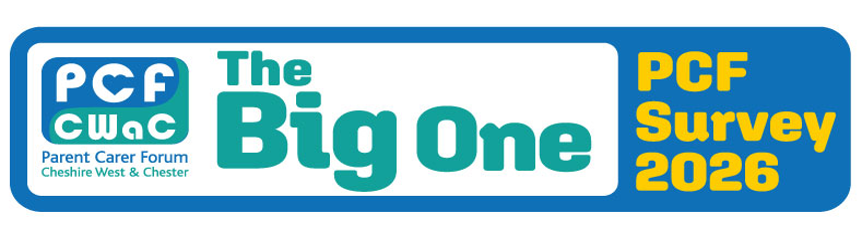 PCF
CWaC
Parent Carer Forum
Cheshire West & Chester
The
Big One
PCF
Survey
2026